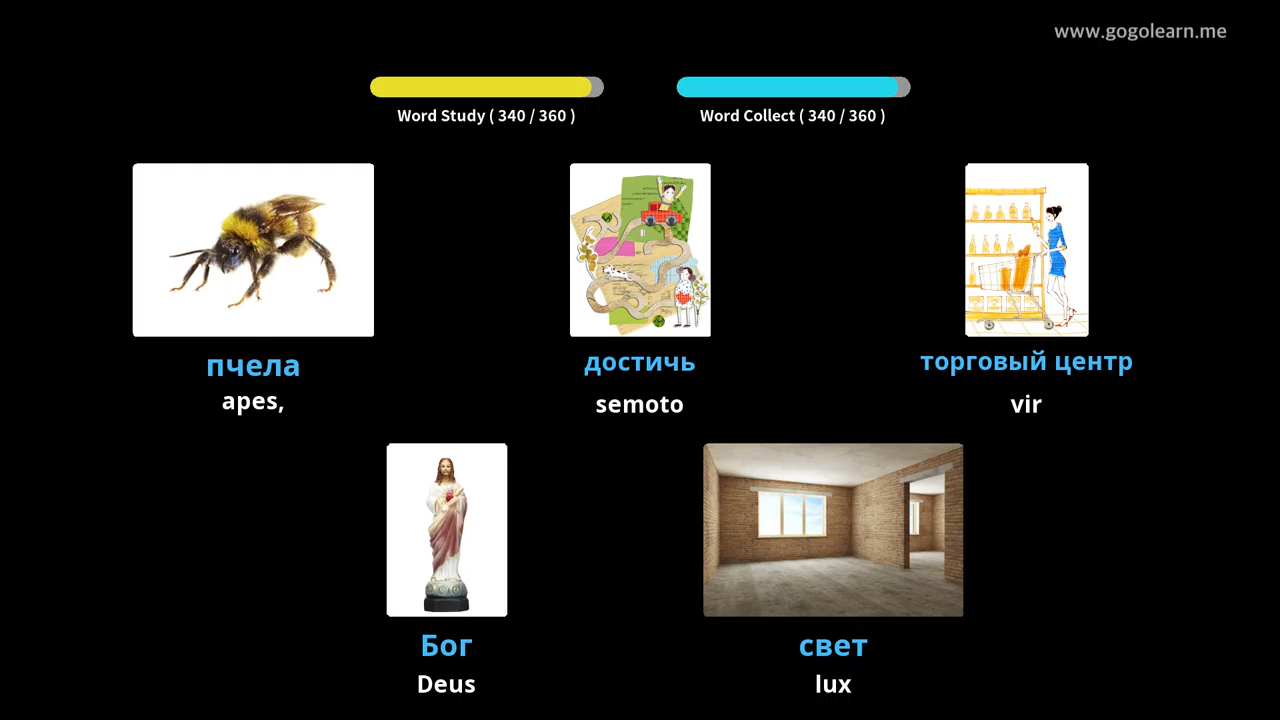 www.gogolearn.me
Word Study ( 340 / 360 )
Word Collect ( 340 / 360 )
пчела
apes,
достичь
semoto
торговый центр
vir
Бог
Deus
свет
lux